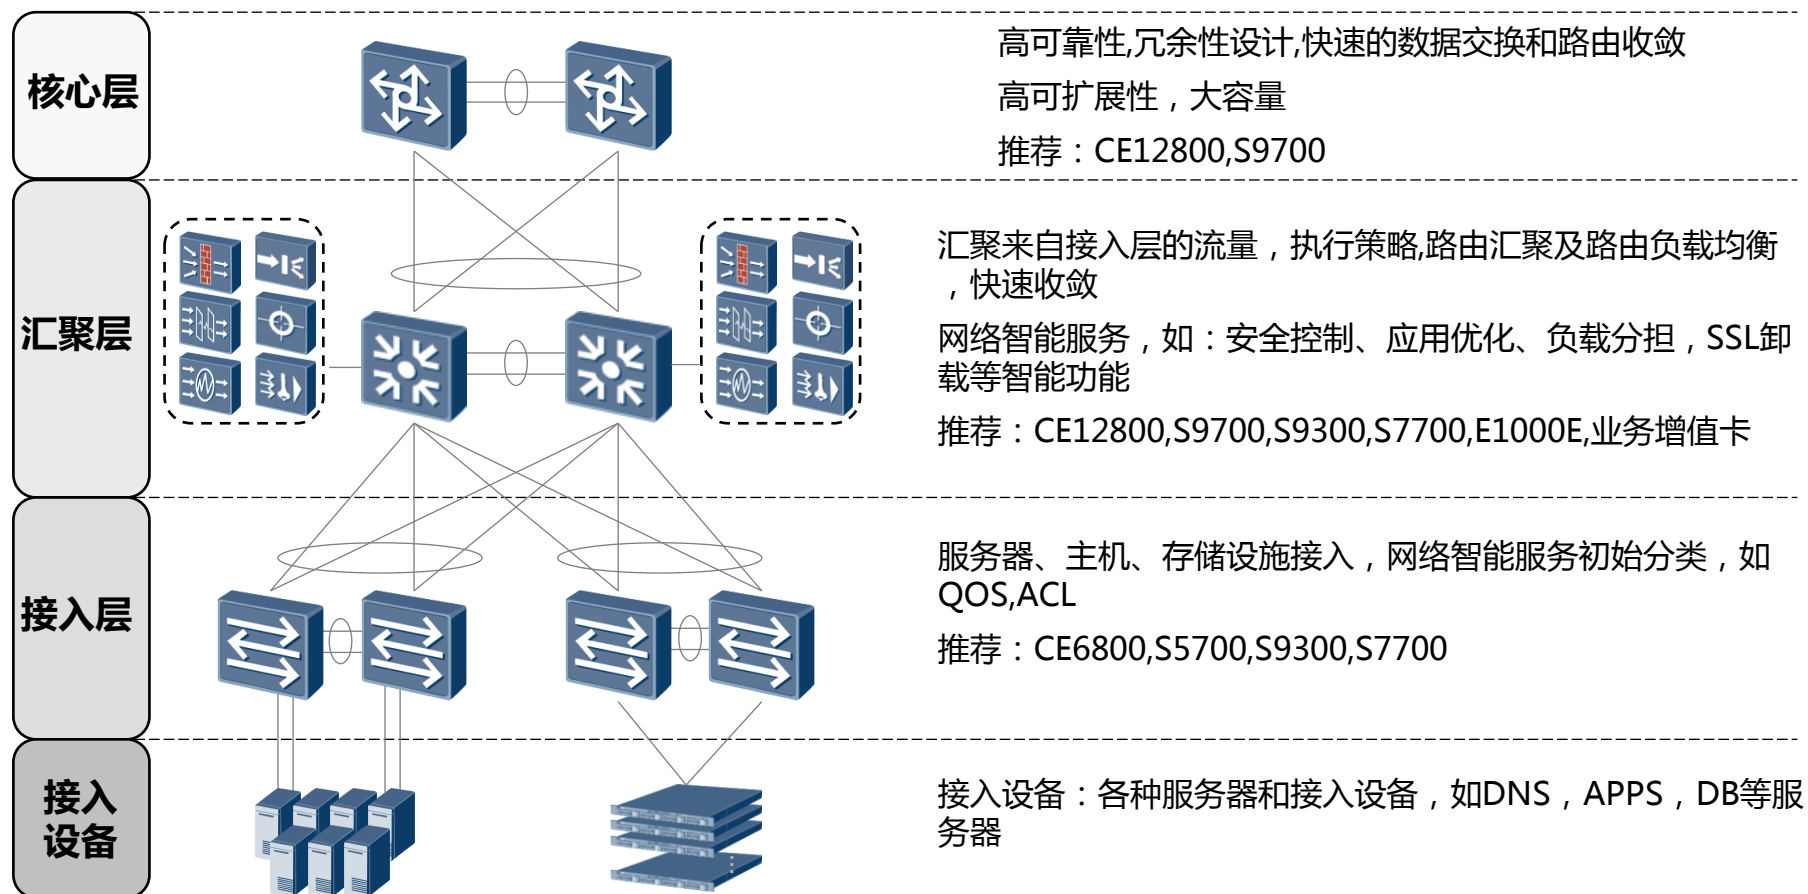 核心层
高可靠性,冗余性设计,快速的数据交换和路由收敛
高可扩展性，大容量
推荐：CE12800,S9700
汇聚层
汇聚来自接入层的流量，执行策略,路由汇聚及路由负载均衡
，快速收敛
网络智能服务，如：安全控制、应用优化、负载分担，SSL卸
载等智能功能
推荐：CE12800,S9700,S9300,S7700,E1000E,业务增值卡
接入层
服务器、主机、存储设施接入，网络智能服务初始分类，如
QOS,ACL
推荐：CE6800,S5700,S9300,S7700
接入
设备
接入设备：各种服务器和接入设备，如DNS，APPS，DB等服
务器